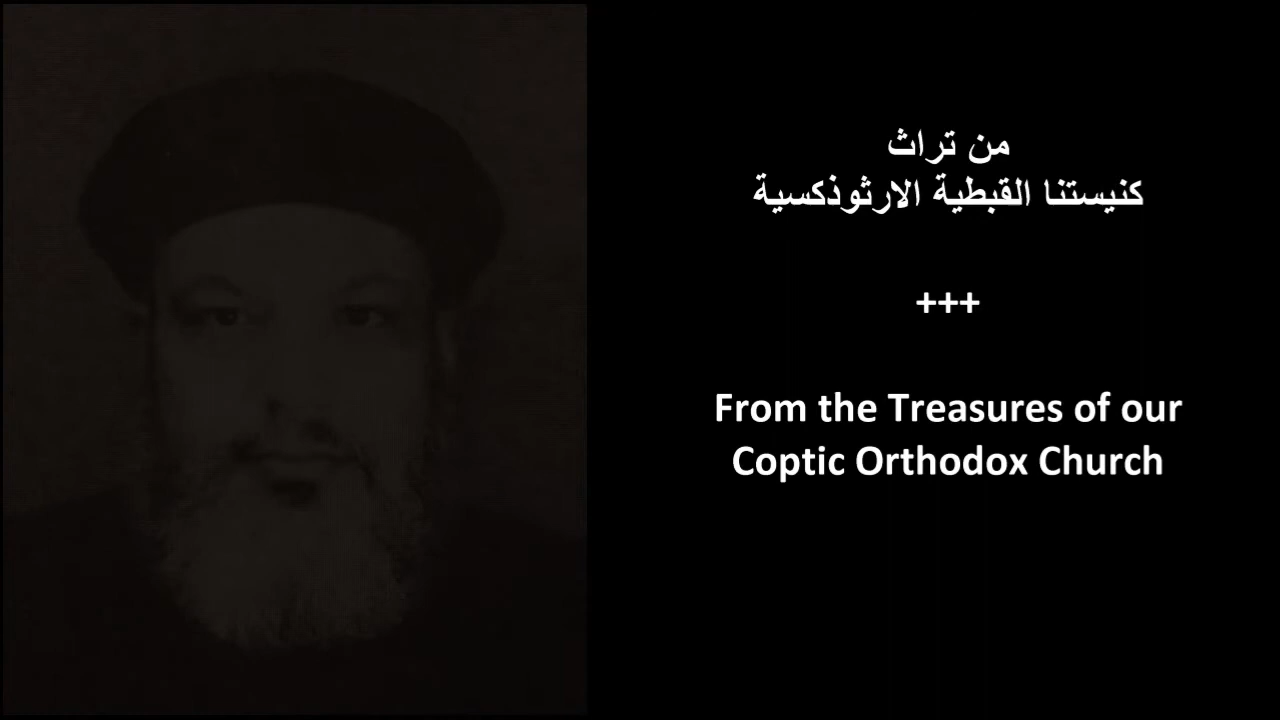 من تراث
كنيستنا القبطية الارثوذكسية
+++
From the Treasures of our
Coptic Orthodox Church